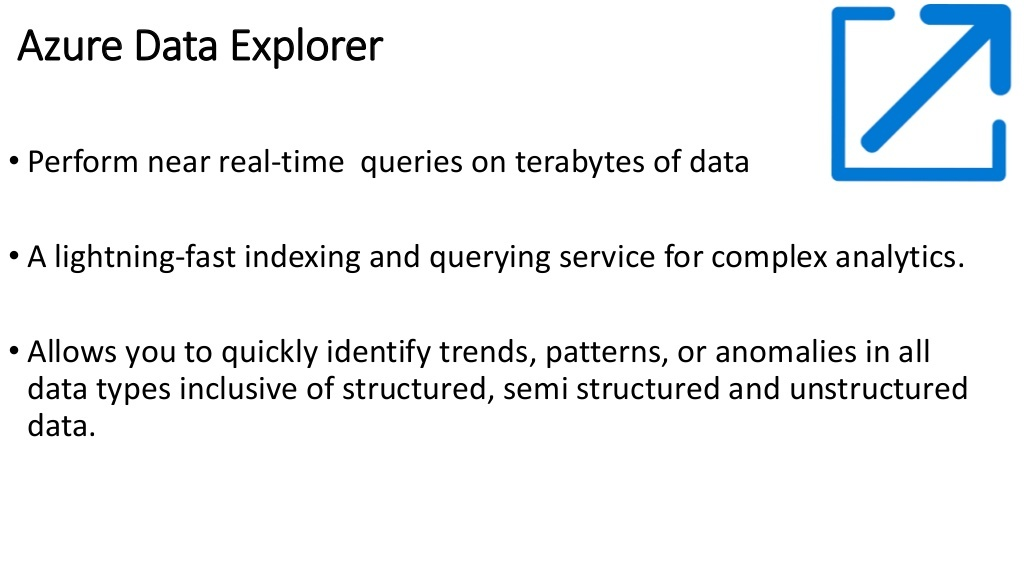 Azure Data Explorer
• Perform near real-time  queries on terabytes of data
• A lightning-fast indexing and querying service for complex analytics.
• Allows you to quickly identify trends, patterns, or anomalies in all
data types inclusive of structured, semi structured and unstructured
data.